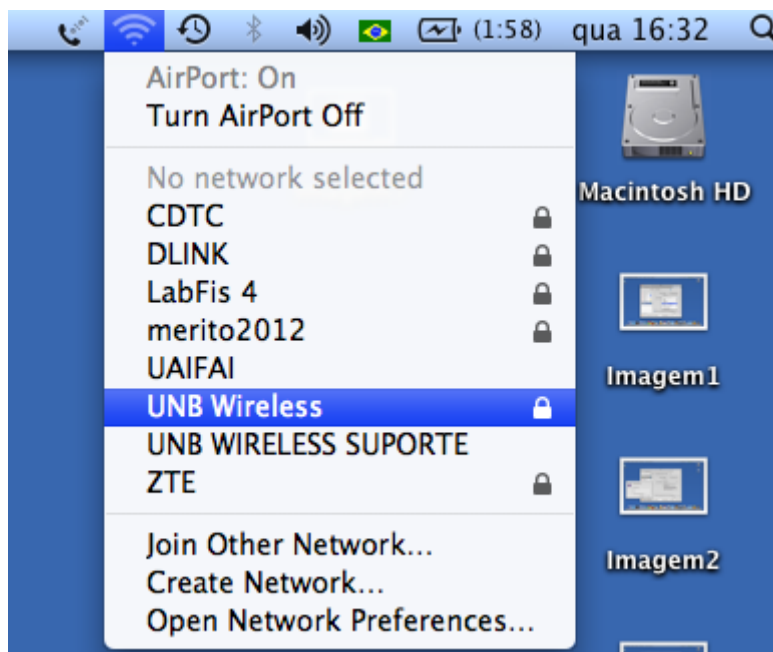 (1:58) qua 16:32
AirPort: On
Turn AirPort Off
No network selected
CDTC
DLINK
LabFis 4
merito2012
UAIFAI
UNB Wireless
UNB WIRELESS SUPORTE
ZTE
Join Other Network...
Create Network...
Open Network Preferences...
Macintosh HD
Imagem1
Imagem2